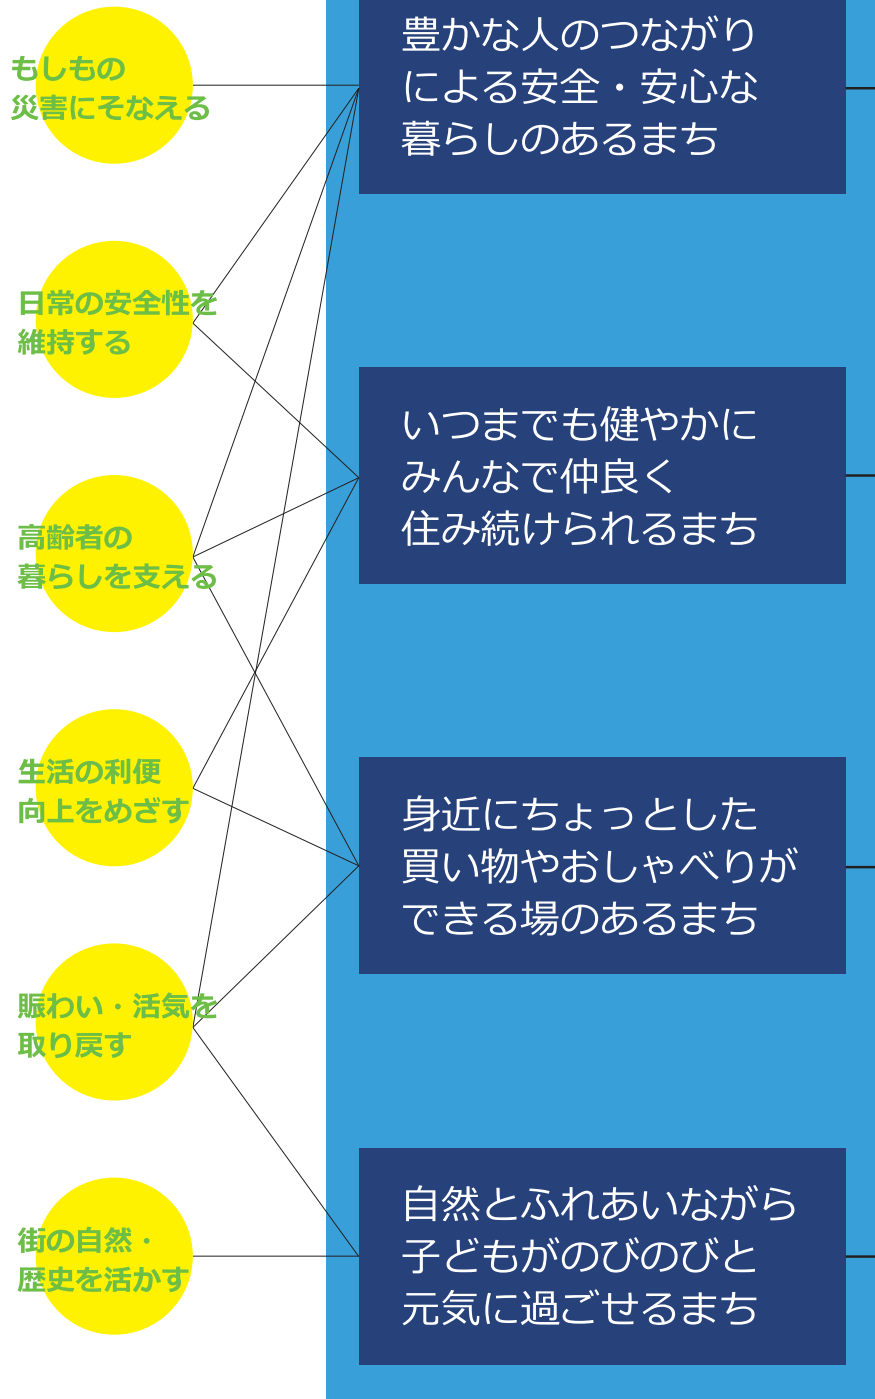 もしもの
災害にそなえる
日常の安全性を
維持する
高齢者の
暮らしを支える
生活の利便
向上をめざす
賑わい・活気を
取り戻す
街の自然・
歴史を活かす
豊かな人のつながり
による安全・安心な
暮らしのあるまち
いつまでも健やかに
みんなで仲良く
住み続けられるまち
身近にちょっとした
買い物やおしゃべりが
できる場のあるまち
自然とふれあいながら
子どもがのびのびと
元気に過ごせるまち